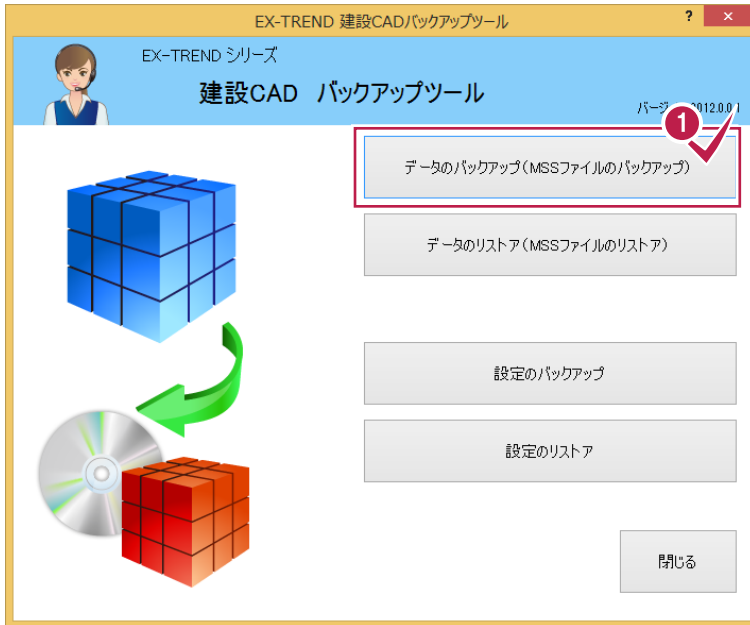 EX-TREND 建設CADバックアップツール
?
×
EX-TREND シリーズ
建設CAD バックアップツール
2012.0.0.1
1
データのバックアップ(MSSファイルのバックアップ)
データのリストア(MSSファイルのリストア)
設定のバックアップ
設定のリストア
閉じる